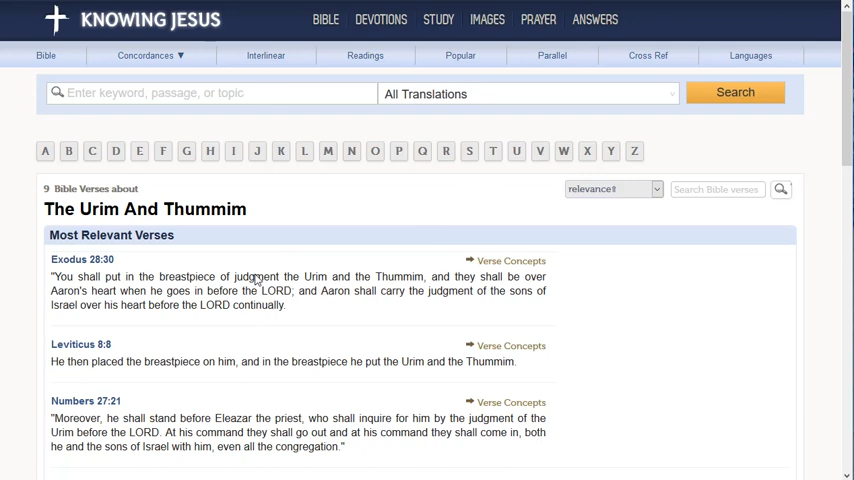 KNOWING JESUS
BIBLE DEVOTIONS STUDY IMAGES PRAYER ANSWERS
Bible Concordances ▼ Interlinear Readings Popular Parallel Cross Ref Languages
Enter keyword, passage, or topic All Translations Search
A B C D E F G H I J K L M N O P Q R S T U V W X Y Z
9 Bible Verses about
relevance⇧ Search Bible verses
The Urim And Thummim
Most Relevant Verses
Exodus 28:30 ➡ Verse Concepts
"You shall put in the breastpiece of judgment the Urim and the Thummim, and they shall be over
Aaron's heart when he goes in before the LORD; and Aaron shall carry the judgment of the sons of
Israel over his heart before the LORD continually.
Leviticus 8:8 ➡ Verse Concepts
He then placed the breastpiece on him, and in the breastpiece he put the Urim and the Thummim.
Numbers 27:21 ➡ Verse Concepts
"Moreover, he shall stand before Eleazar the priest, who shall inquire for him by the judgment of the
Urim before the LORD. At his command they shall go out and at his command they shall come in, both
he and the sons of Israel with him, even all the congregation."